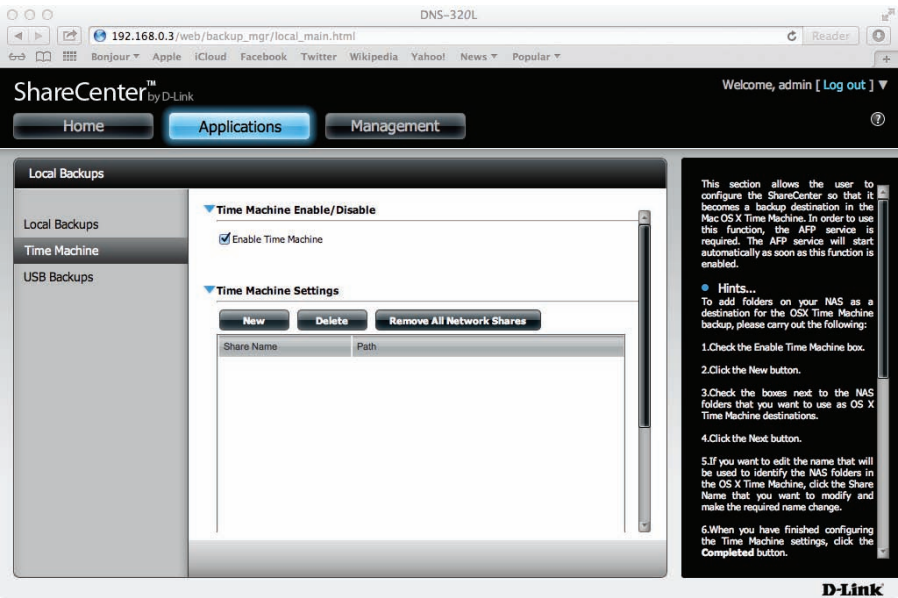 DNS-320L
192.168.0.3/web/backup_mgr/local_main.html
Reader
Bonjour Apple iCloud Facebook Twitter Wikipedia Yahoo! News Popular
ShareCenter™ by D-Link
Welcome, admin [ Log out ]
Home Applications Management
?
Local Backups
Local Backups
Time Machine
USB Backups
Time Machine Enable/Disable
Enable Time Machine
Time Machine Settings
New Delete Remove All Network Shares
Share Name Path
This section allows the user to
configure the ShareCenter so that it
becomes a backup destination in the
Mac OS X Time Machine. In order to use
this function, the AFP service is
required. The AFP service will start
automatically as soon as this function is
enabled.
Hints...
To add folders on your NAS as a
destination for the OSX Time Machine
backup, please carry out the following:
1.Check the Enable Time Machine box.
2.Click the New button.
3.Check the boxes next to the NAS
folders that you want to use as OS X
Time Machine destinations.
4.Click the Next button.
5.If you want to edit the name that will
be used to identify the NAS folders in
the OS X Time Machine, click the Share
Name that you want to modify and
make the required name change.
6.When you have finished configuring
the Time Machine settings, click the
Completed button.
D-Link